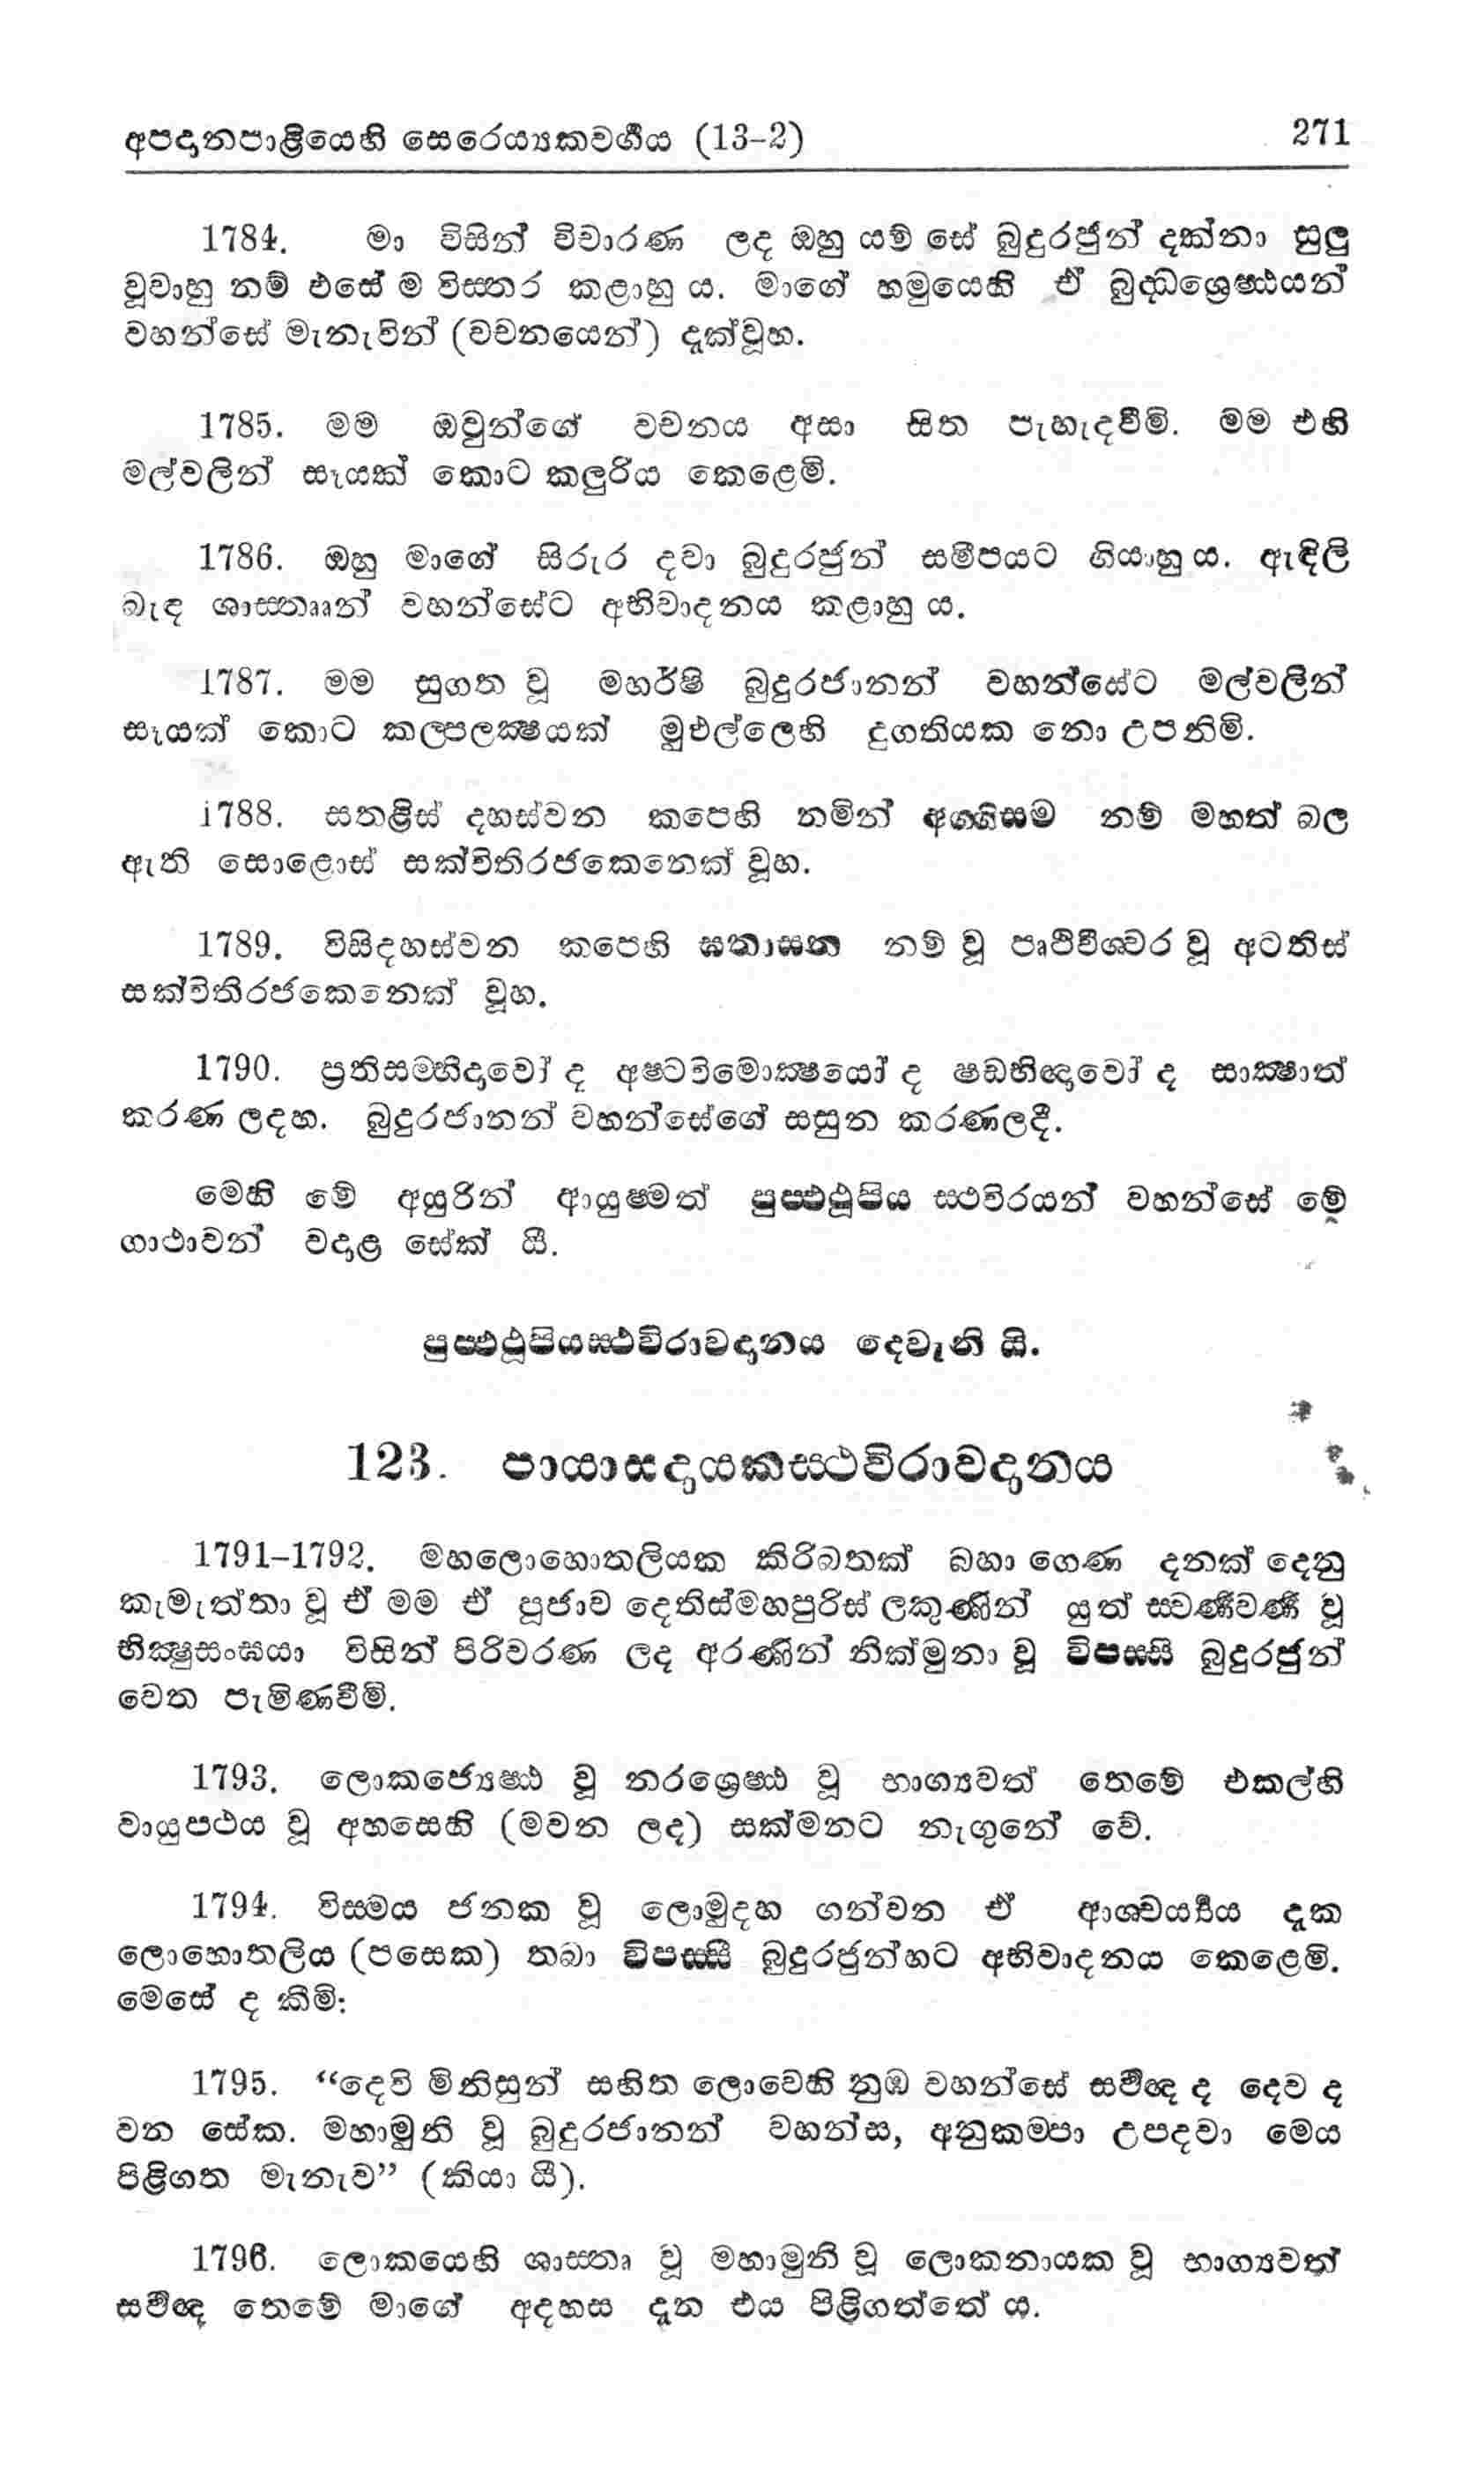 අපදානපාළියෙහි සෙරෙය්‍යකවර්‍ගය (13-2) 271
1784. මා විසින් විචාරණ ලද ඔහු යම් සේ බුදුරජුන් දක්නා සුලු
වූවාහු නම් එසේ ම විස්තර කළාහු ය. මාගේ හමුයෙහි ඒ බුද්ධශ්‍රෙෂ්ඨයන්
වහන්සේ මැනැවින් (වචනයෙන්) දැක්වූහ.
1785. මම ඔවුන්ගේ වචනය අසා සිත පැහැදවීමි. මම එහි
මල්වලින් සෑයක් කොට කලුරිය කෙළෙමි.
1786. ඔහු මාගේ සිරුර දවා බුදුරජුන් සමීපයට ගියාහු ය. ඇඳිලි
බැඳ ශාස්තෲන් වහන්සේට අභිවාදනය කළාහු ය.
1787. මම සුගත වූ මහර්ෂි බුදුරජානන් වහන්සේට මල්වලින්
සෑයක් කොට කල්පලක්‍ෂයක් මුඑල්ලෙහි දුගතියක නො උපනිමි.
1788. සතළිස් දහස්වන කපෙහි නමින් අග්ගිසම නම් මහත් බල
ඇති සොළොස් සක්විතිරජකෙනෙක් වූහ.
1789. විසිදහස්වන කපෙහි ඝතාසන නම් වූ පෘථිවීශ්වර වූ අටතිස්
සක්විතිරජකෙනෙක් වූහ.
1790. ප්‍රතිසම්භිදාවෝ ද අෂ්ටවිමොක්‍ෂයෝ ද ෂඩභිඥාවෝ ද සාක්‍ෂාත්
කරණ ලදහ. බුදුරජානන් වහන්සේගේ සසුන කරණලදී.
මෙහි මේ අයුරින් ආයුෂ්මත් පුප්ඵථූපිය ස්ථවිරයන් වහන්සේ මේ
ගාථාවන් වදාළ සේක් යී.
පුප්ඵථූපියස්ථවිරාවදානය දෙවැනි යි.
123. පායාසදායකස්ථවිරාවදානය
1791–1792. මහලොහොතලියක කිරිබතක් බහා ගෙණ දනක් දෙනු
කැමැත්තා වූ ඒ මම ඒ පූජාව දෙතිස්මහපුරිස් ලකුණින් යුත් ස්වර්‍ණවර්‍ණ වූ
භික්‍ෂුසංඝයා විසින් පිරිවරණ ලද අරණින් නික්මුනා වූ විපස්සි බුදුරජුන්
වෙත පැමිණවීමි.
1793. ලොකජ්‍යෙෂ්ඨ වූ නරශ්‍රෙෂ්ඨ වූ භාග්‍යවත් තෙමේ එකල්හි
වායුපථය වූ අහසෙහි (මවන ලද) සක්මනට නැගුනේ වේ.
1794. විස්මය ජනක වූ ලොමුදහ ගන්වන ඒ ආශ්චය්‍ර්‍ය දැක
ලොහොතලිය (පසෙක) තබා විපස්සී බුදුරජුන්හට අභිවාදනය කෙළෙමි.
මෙසේ ද කීමි:
1795. “දෙවි මිනිසුන් සහිත ලොවෙහි නුඹ වහන්සේ සර්‍වඥ ද දෙව ද
වන සේක. මහාමුනි වූ බුදුරජානන් වහන්ස, අනුකම්පා උපදවා මෙය
පිළිගත මැනැව” (කියා යී).
1796. ලොකයෙහි ශාස්තෘ වූ මහාමුනි වූ ලොකනායක වූ භාග්‍යවත්
සර්‍වඥ තෙමේ මාගේ අදහස දැන එය පිළිගත්තේ ය.